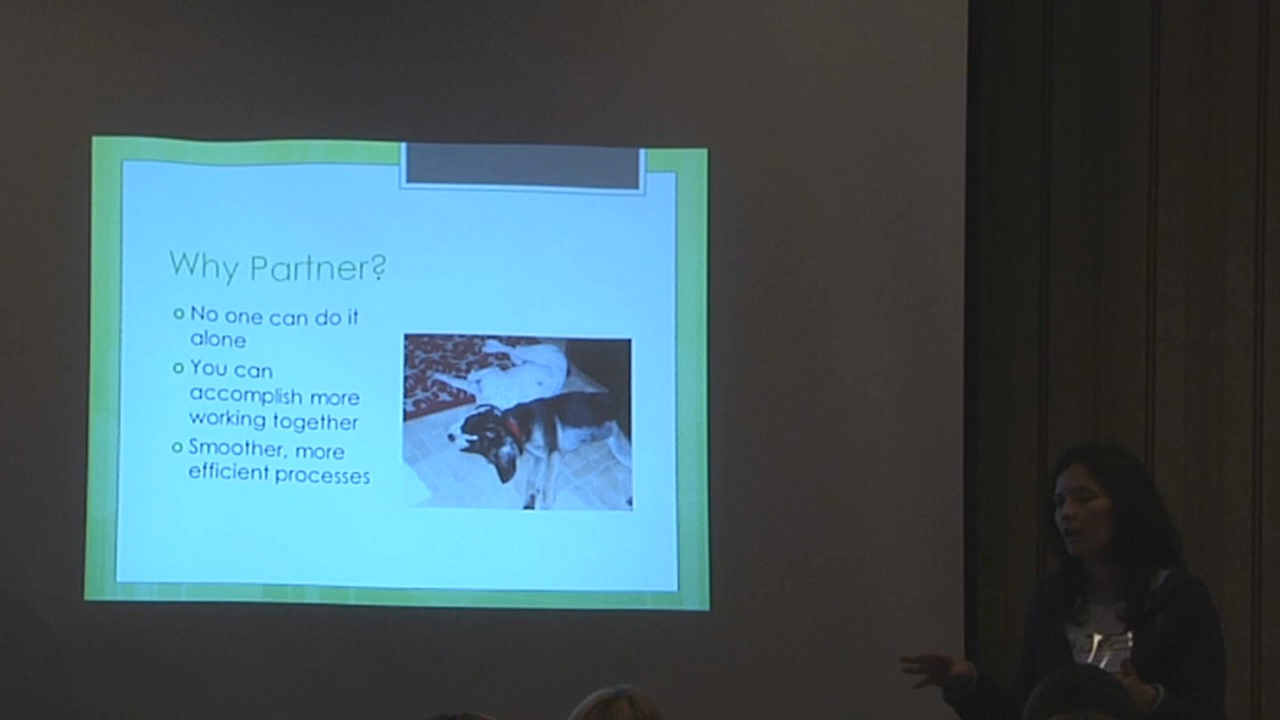 Why Partner?
o No one can do it
alone
o You can
accomplish more
working together
o Smoother, more
efficient processes